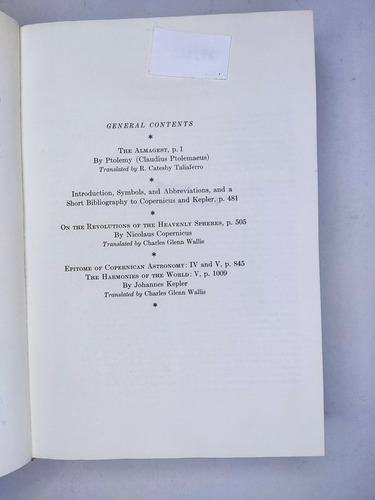 GENERAL CONTENTS
*
THE ALMAGEST, p. 1
By Ptolemy (Claudius Ptolemaeus)
Translated by R. Catesby Taliaferro
*
Introduction, Symbols, and Abbreviations, and a
Short Bibliography to Copernicus and Kepler, p. 481
*
ON THE REVOLUTIONS OF THE HEAVENLY SPHERES, p. 505
By Nicolaus Copernicus
Translated by Charles Glenn Wallis
*
EPITOME OF COPERNICAN ASTRONOMY: IV and V, p. 845
THE HARMONIES OF THE WORLD: V, p. 1009
By Johannes Kepler
Translated by Charles Glenn Wallis
*